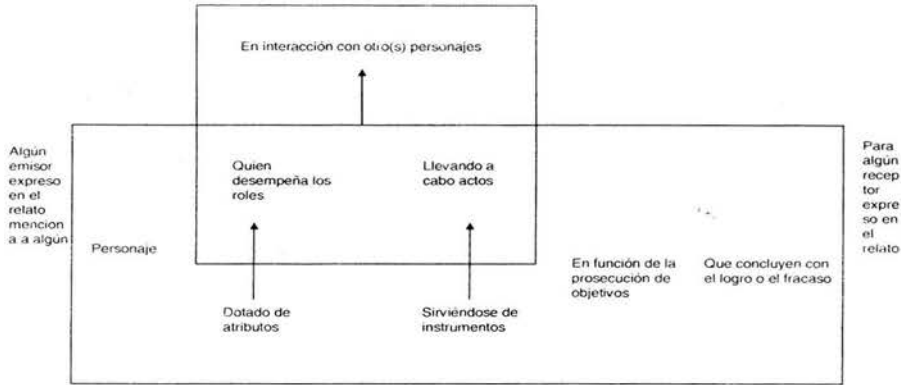 En interacción con otro(s) personajes
Algún
emisor
expreso
en el
relato
mencion
a a algún
Personaje
Quien
desempeña los
roles
Llevando a
cabo actos
Dotado de
atributos
Sirviéndose de
instrumentos
En función de la
prosecución de
objetivos
Que concluyen con
el logro o el fracaso
Para
algún
recep
tor
expre
so en
el
relato